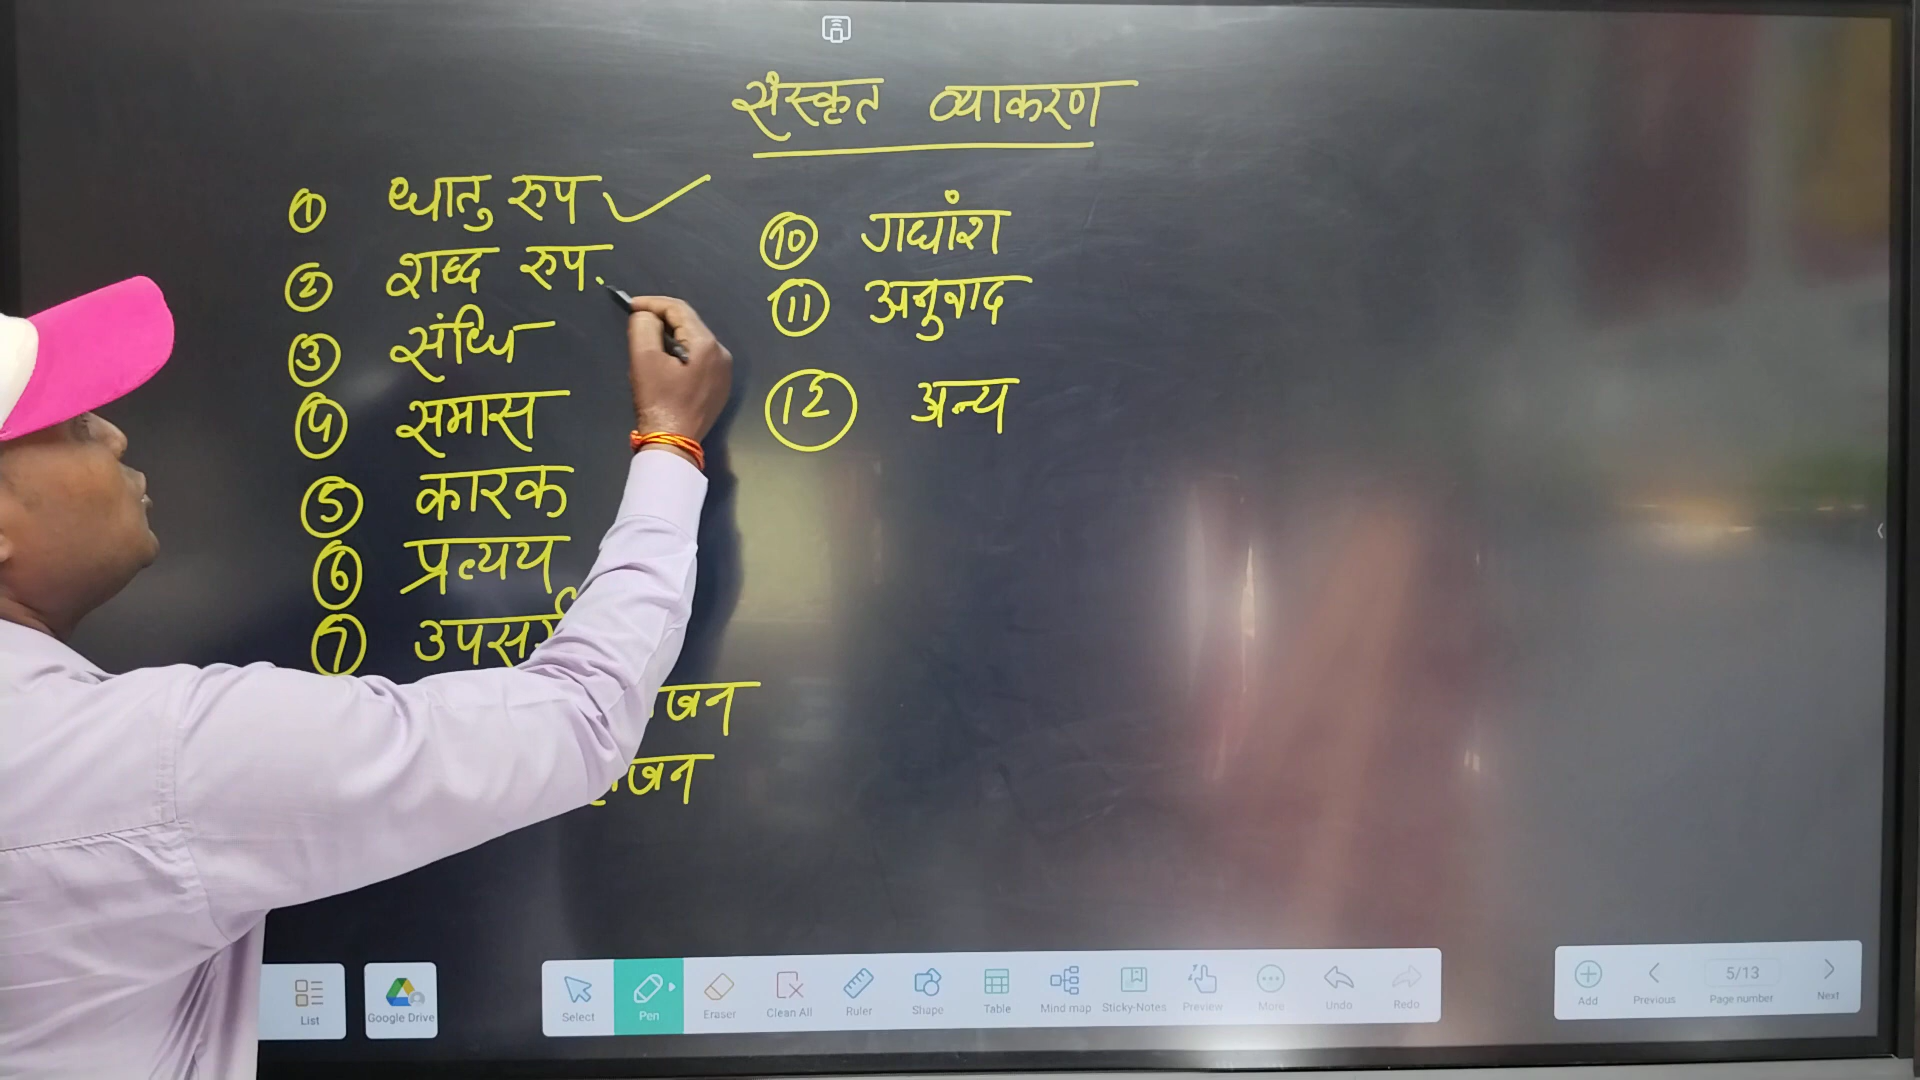 संस्कृत व्याकरण
① धातु रुप ✓
② शब्द रुप
③ संधि
④ समास
⑤ कारक
⑥ प्रत्यय
⑦ उपसर्ग
⑩ गद्यांश
⑪ अनुवाद
⑫ अन्य
List
Google Drive
Select
Pen
Eraser
Clean All
Ruler
Shape
Table
Mind map
Sticky-Notes
Preview
More
Undo
Redo
Add
Previous
5/13
Page number
Next